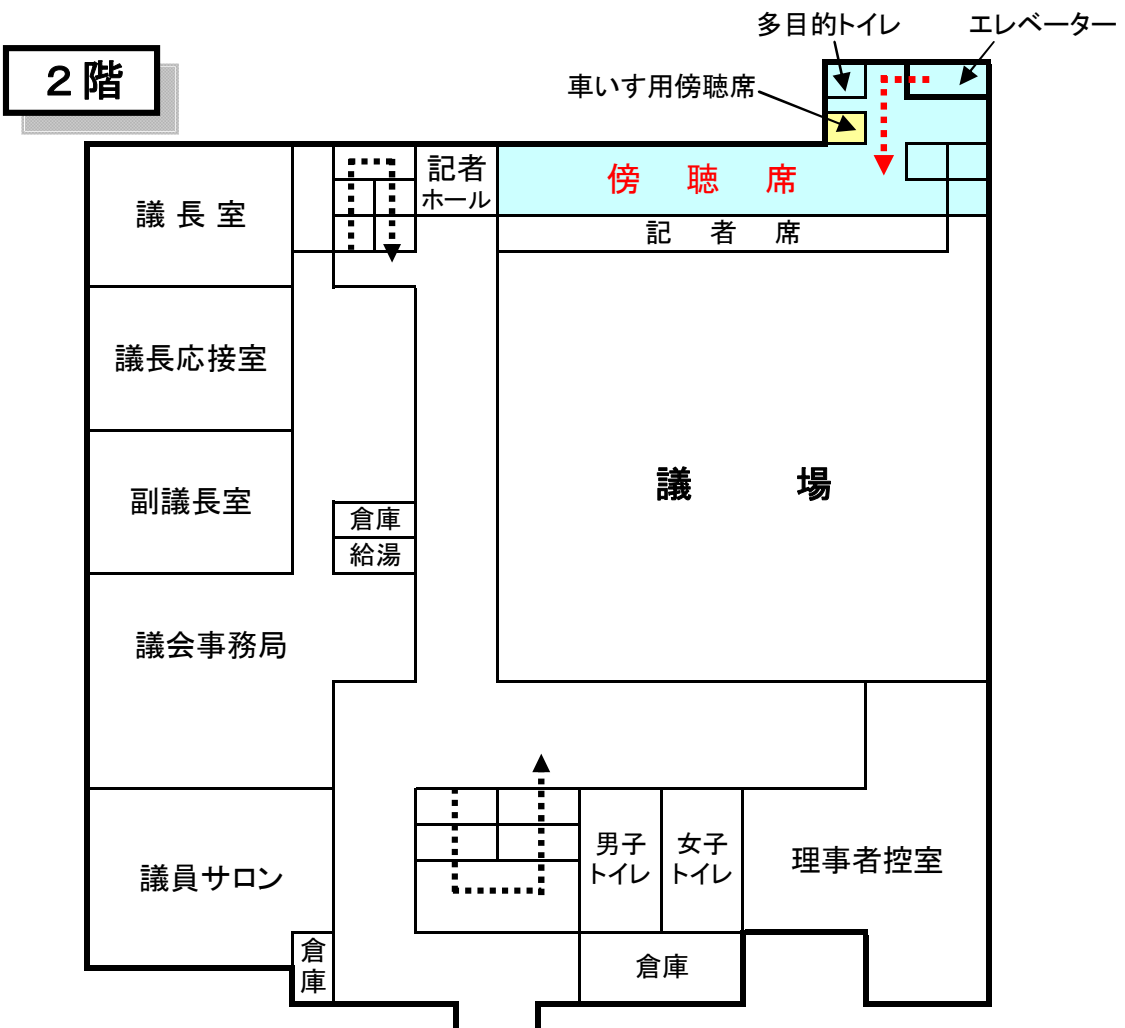 多目的トイレ エレベーター
2階
車いす用傍聴席
記者
ホール
傍 聴 席
議長室
記 者 席
議長応接室
議 場
副議長室
倉庫
給湯
議会事務局
男子
トイレ
女子
トイレ
理事者控室
議員サロン
倉
庫
倉庫